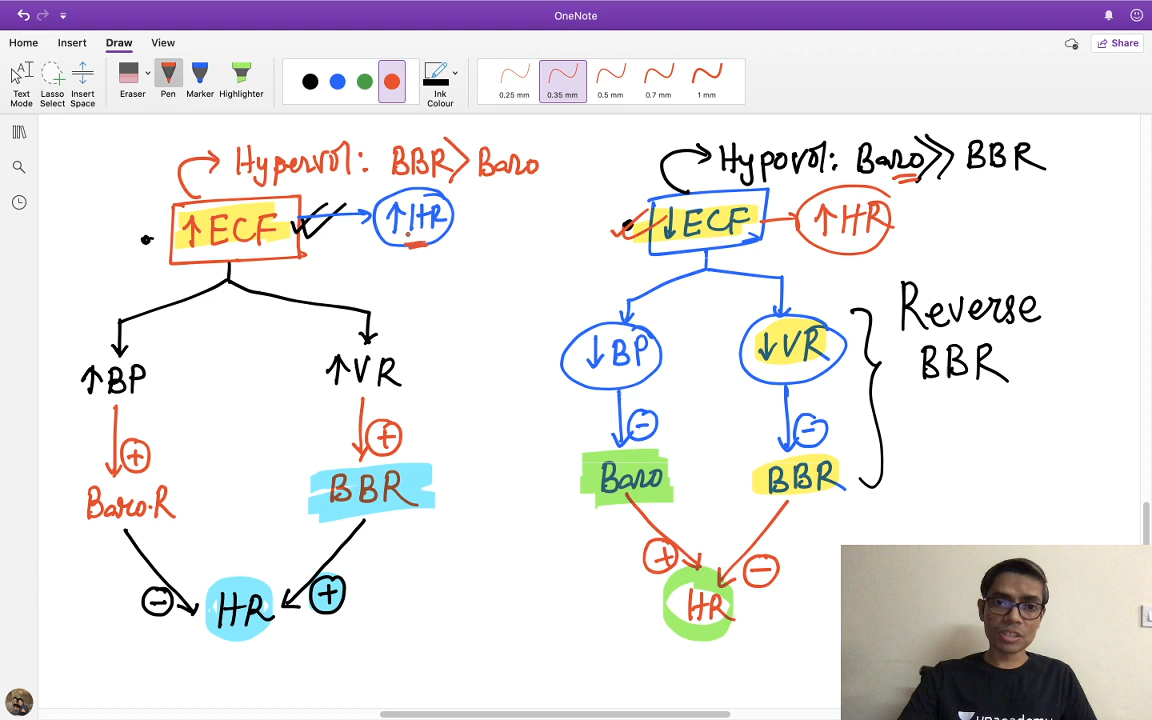 OneNote
Home Insert Draw View
Share
Text Mode
Lasso Select
Insert Space
Eraser
Pen
Marker
Highlighter
Ink Colour
0.25 mm
0.35 mm
0.5 mm
0.7 mm
1 mm
Hypervol: BBR > Baro
↑ECF
↑HR
↑BP
↑VR
+
+
Baro.R
BBR
−
HR
+
Hypovol: Baro >> BBR
↓ECF
↑HR
↓BP
↓VR
−
−
Baro
BBR
Reverse
BBR
+
−
HR